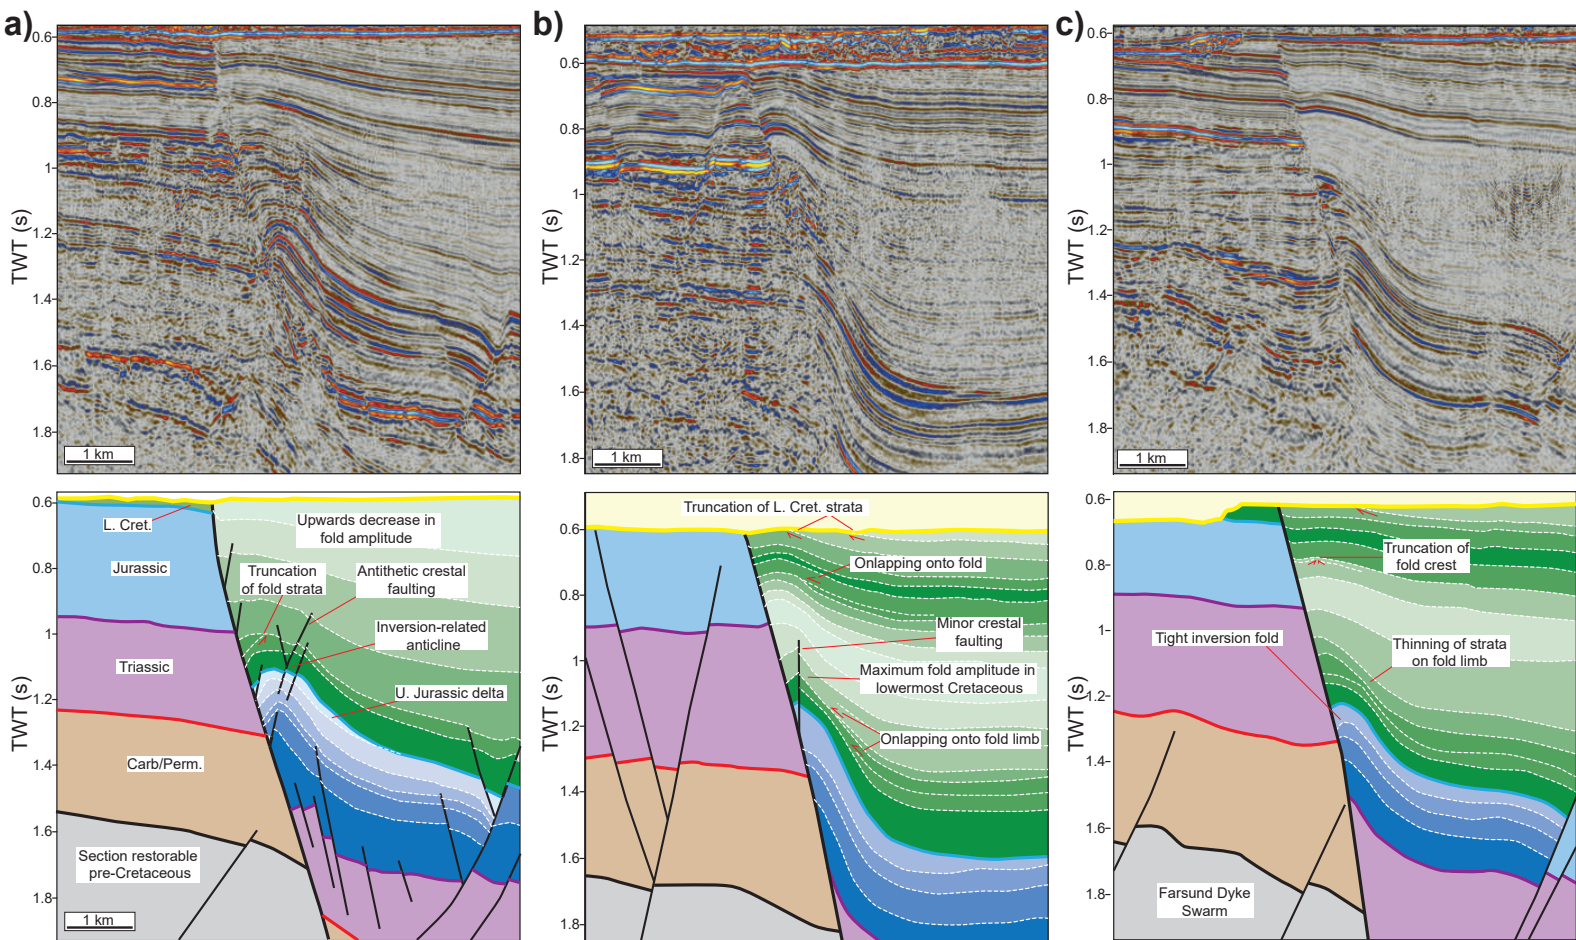 a)
b)
c)
0.6
0.8
1
1.2
1.4
1.6
1.8
TWT (s)
1 km
0.6
0.8
1
1.2
1.4
1.6
1.8
TWT (s)
1 km
0.6
0.8
1
1.2
1.4
1.6
1.8
TWT (s)
1 km
0.6
0.8
1
1.2
1.4
1.6
1.8
TWT (s)
L. Cret.
Jurassic
Triassic
Carb/Perm.
Section restorable
pre-Cretaceous
1 km
Upwards decrease in
fold amplitude
Truncation
of fold strata
Antithetic crestal
faulting
Inversion-related
anticline
U. Jurassic delta
0.6
0.8
1
1.2
1.4
1.6
1.8
TWT (s)
Truncation of L. Cret. strata
Onlapping onto fold
Minor crestal
faulting
Maximum fold amplitude in
lowermost Cretaceous
Onlapping onto fold limb
0.6
0.8
1
1.2
1.4
1.6
1.8
TWT (s)
Truncation of
fold crest
Tight inversion fold
Thinning of strata
on fold limb
Farsund Dyke
Swarm